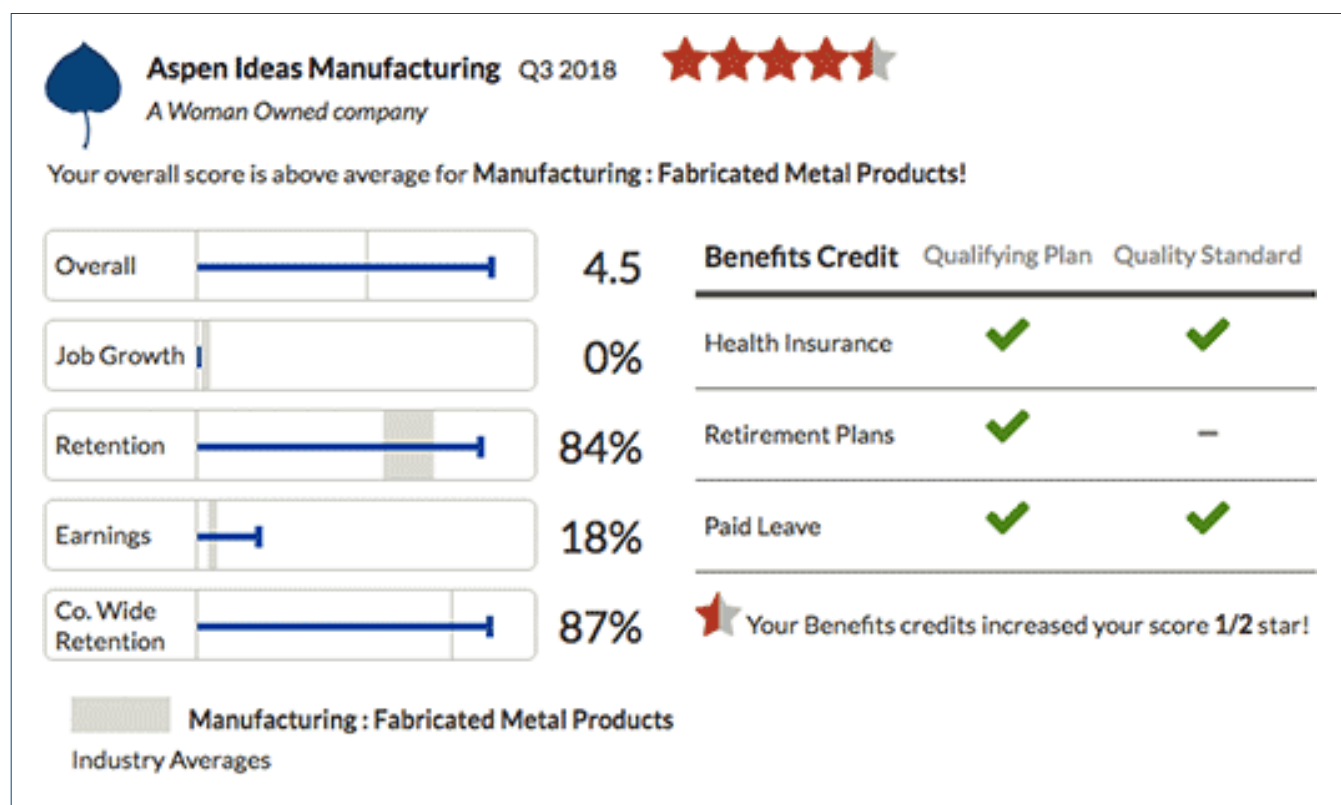 Aspen Ideas Manufacturing Q3 2018
A Woman Owned company
Your overall score is above average for Manufacturing : Fabricated Metal Products!
Overall 4.5
Job Growth 0%
Retention 84%
Earnings 18%
Co. Wide
Retention 87%
Manufacturing : Fabricated Metal Products
Industry Averages
Benefits Credit Qualifying Plan Quality Standard
Health Insurance
Retirement Plans
Paid Leave
Your Benefits credits increased your score 1/2 star!